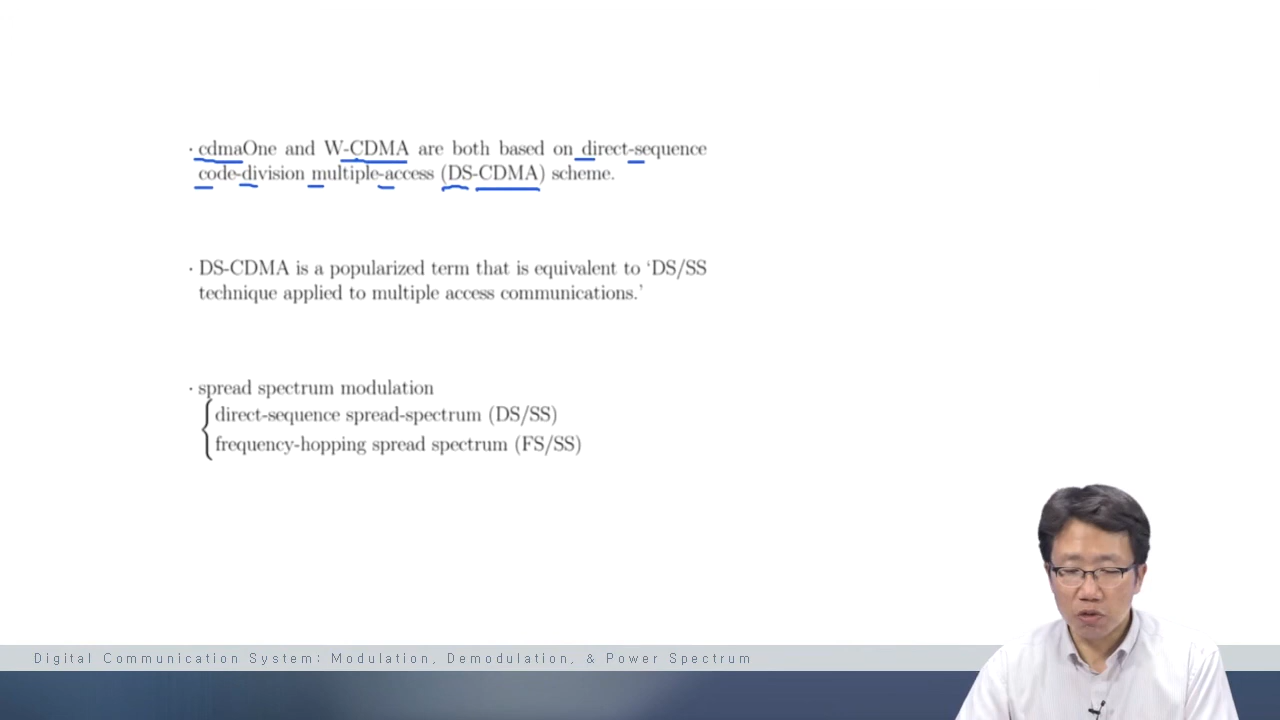 · cdmaOne and W-CDMA are both based on direct-sequence
code-division multiple-access (DS-CDMA) scheme.
· DS-CDMA is a popularized term that is equivalent to ‘DS/SS
technique applied to multiple access communications.’
· spread spectrum modulation
direct-sequence spread-spectrum (DS/SS)
frequency-hopping spread spectrum (FS/SS)
Digital Communication System: Modulation, Demodulation, & Power Spectrum